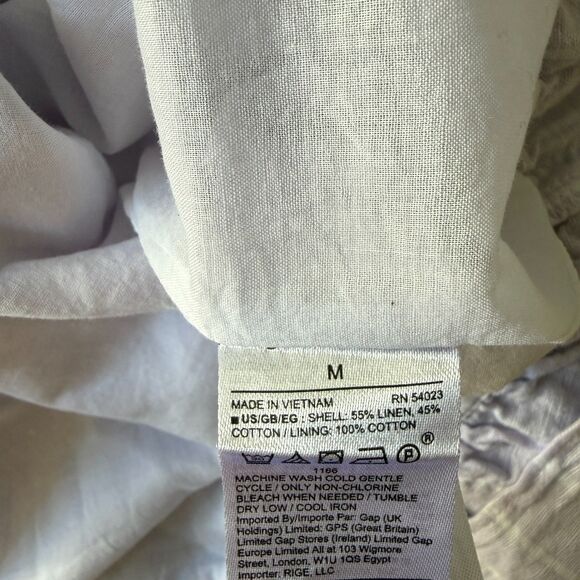 M
MADE IN VIETNAM RN 54023
■ US/GB/EG : SHELL: 55% LINEN, 45%
COTTON / LINING: 100% COTTON
P ®
1166
MACHINE WASH COLD GENTLE
CYCLE / ONLY NON-CHLORINE
BLEACH WHEN NEEDED / TUMBLE
DRY LOW / COOL IRON
Imported By/Importe Par: Gap (UK
Holdings) Limited: GPS (Great Britain)
Limited Gap Stores (Ireland) Limited Gap
Europe Limited All at 103 Wigmore
Street, London, W1U 1QS Egypt
Importer: RIGE, LLC